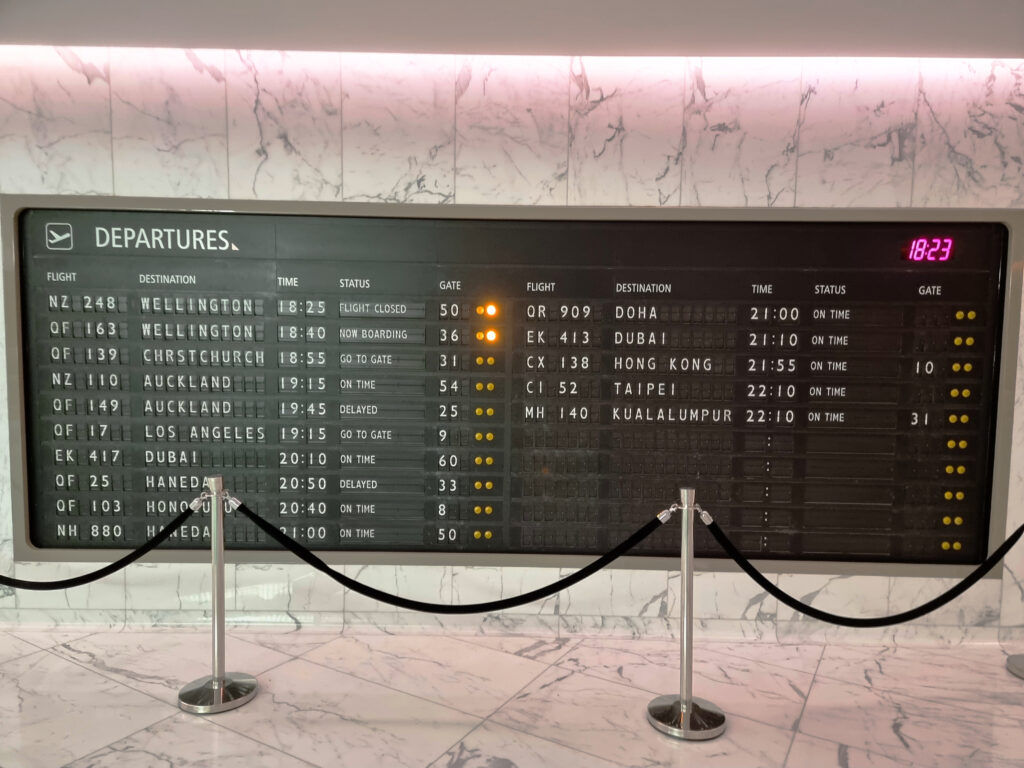 DEPARTURES
18:23
FLIGHT DESTINATION TIME STATUS GATE
NZ 248 WELLINGTON 18:25 FLIGHT CLOSED 50
QF 163 WELLINGTON 18:40 NOW BOARDING 36
QF 139 CHRSTCHURCH 18:55 GO TO GATE 31
NZ 110 AUCKLAND 19:15 ON TIME 54
QF 149 AUCKLAND 19:45 DELAYED 25
QF 17 LOS ANGELES 19:15 GO TO GATE 9
EK 417 DUBAI 20:10 ON TIME 60
QF 25 HANEDA 20:50 DELAYED 33
QF 103 HONOLULU 20:40 ON TIME 8
NH 880 HANEDA 21:00 ON TIME 50
FLIGHT DESTINATION TIME STATUS GATE
QR 909 DOHA 21:00 ON TIME
EK 413 DUBAI 21:10 ON TIME
CX 138 HONG KONG 21:55 ON TIME 10
CI 52 TAIPEI 22:10 ON TIME
MH 140 KUALALUMPUR 22:10 ON TIME 31